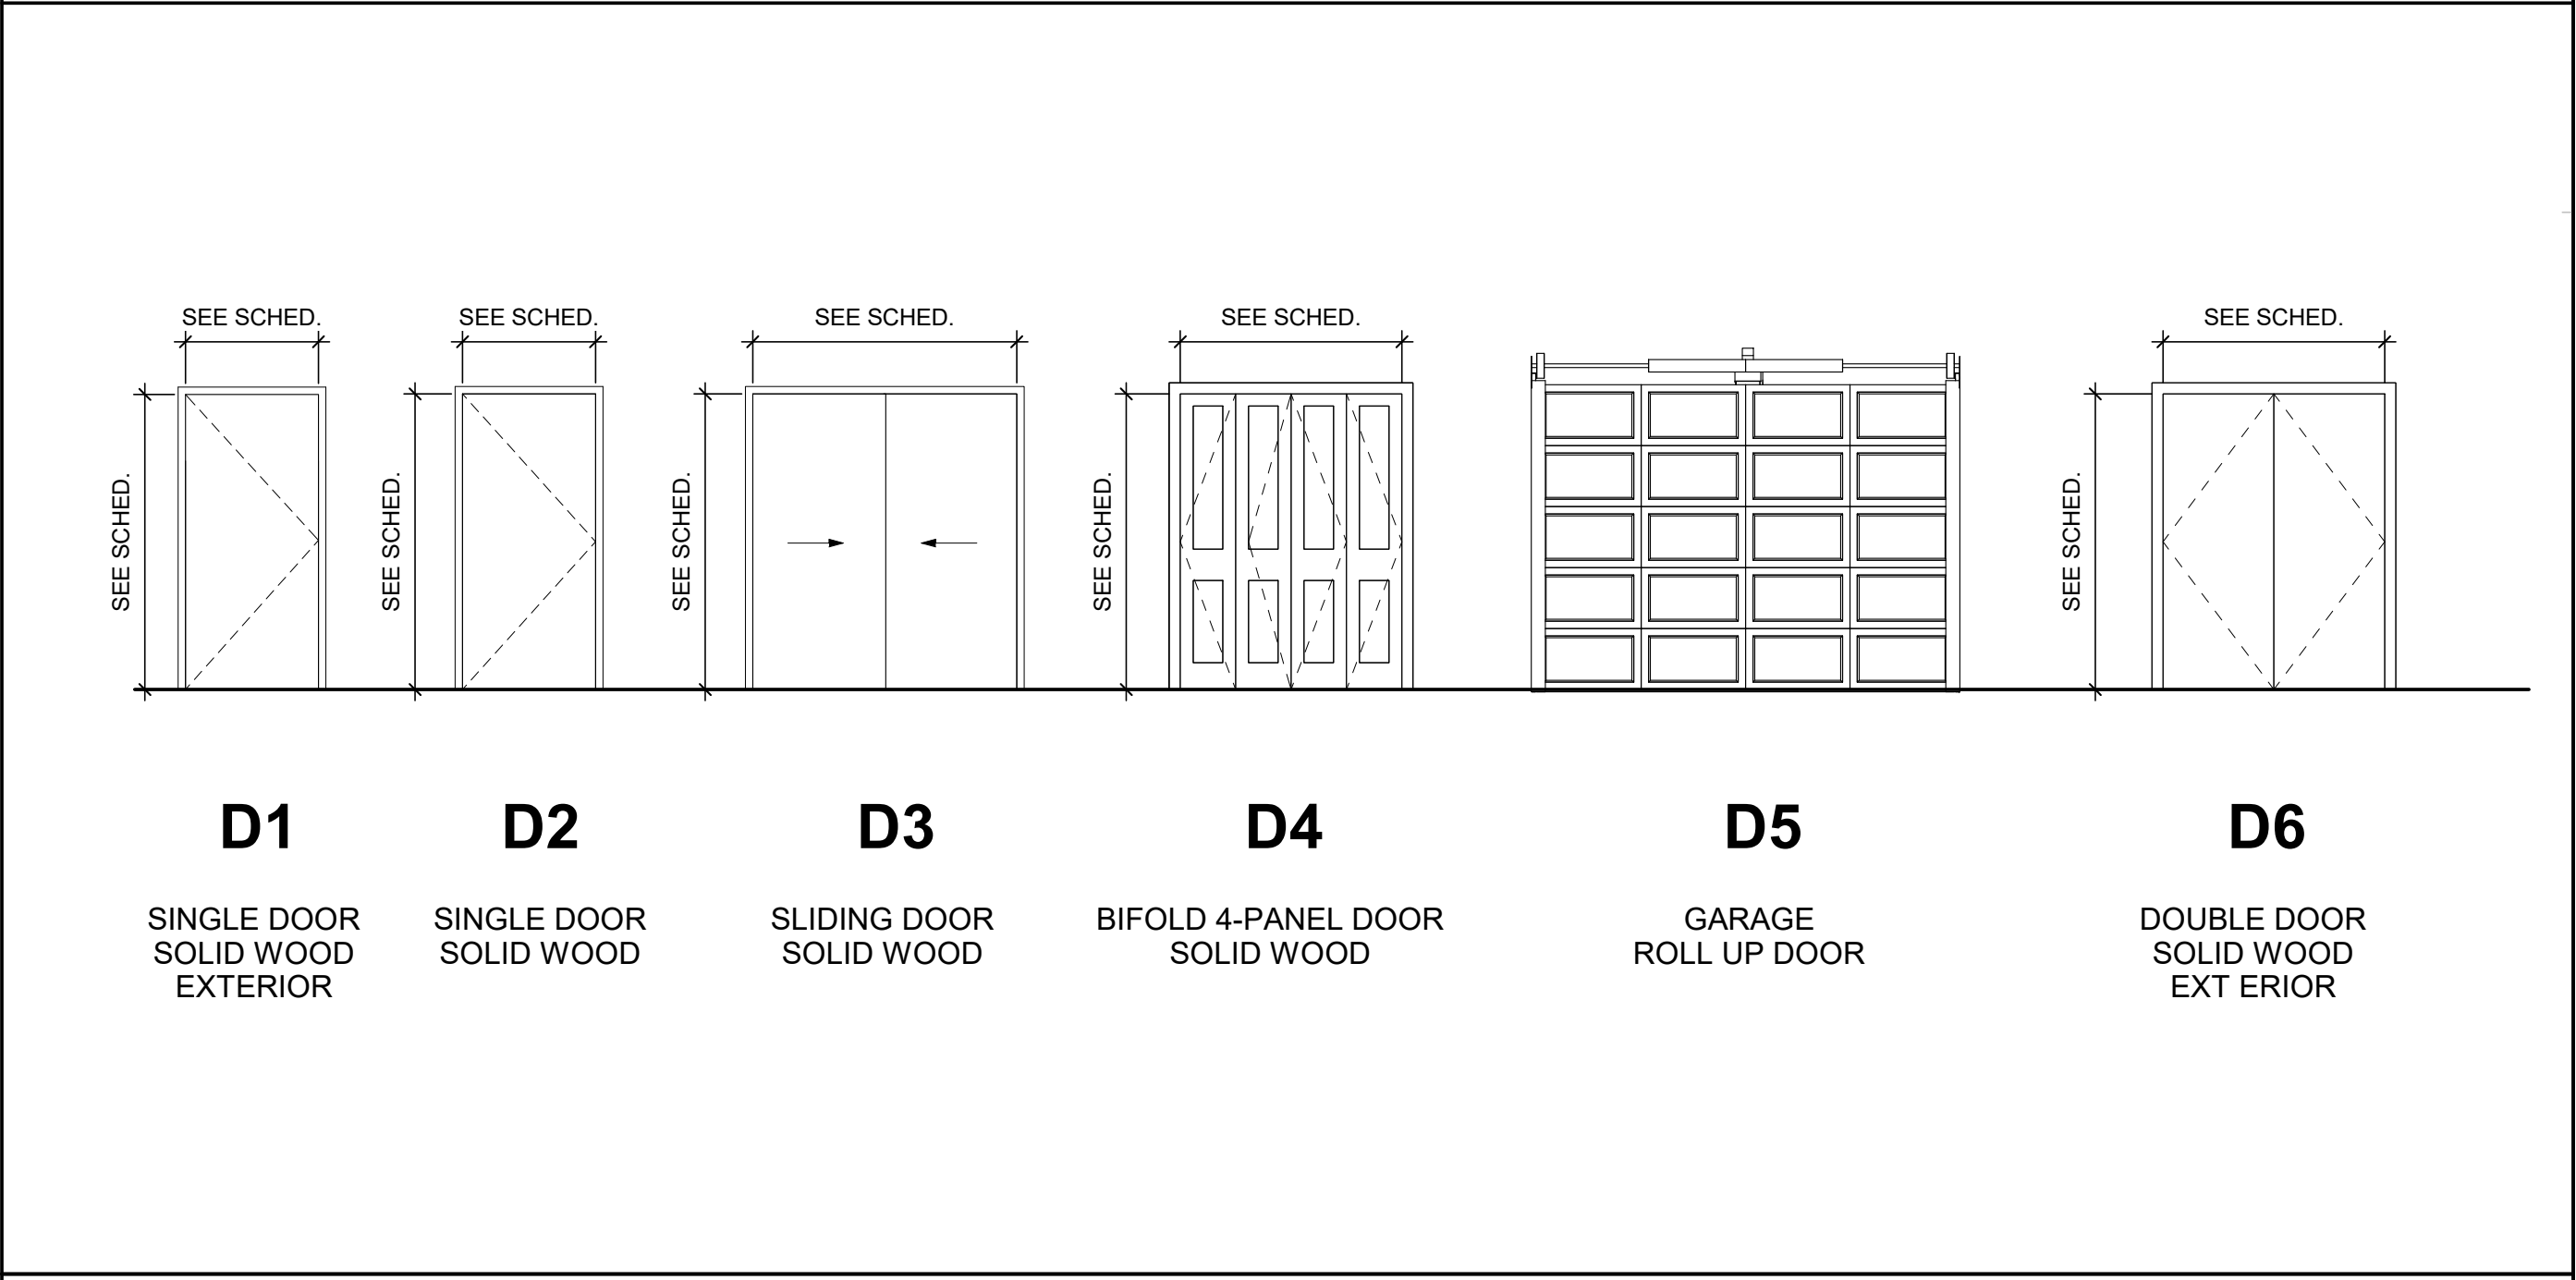 SEE SCHED.
SEE SCHED.
SEE SCHED.
SEE SCHED.
SEE SCHED.
SEE SCHED.
SEE SCHED.
SEE SCHED.
SEE SCHED.
SEE SCHED.
D1
SINGLE DOOR
SOLID WOOD
EXTERIOR
D2
SINGLE DOOR
SOLID WOOD
D3
SLIDING DOOR
SOLID WOOD
D4
BIFOLD 4-PANEL DOOR
SOLID WOOD
D5
GARAGE
ROLL UP DOOR
D6
DOUBLE DOOR
SOLID WOOD
EXT ERIOR